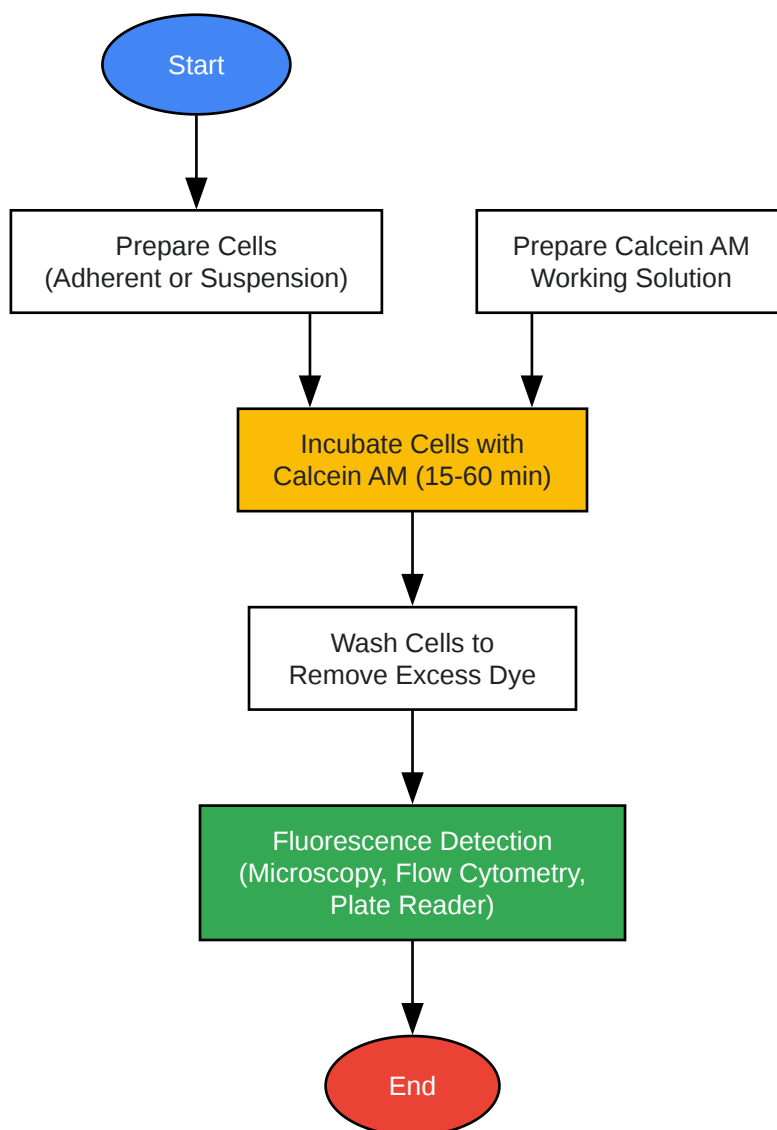 Start
Prepare Cells
(Adherent or Suspension)
Prepare Calcein AM
Working Solution
Incubate Cells with
Calcein AM (15-60 min)
Wash Cells to
Remove Excess Dye
Fluorescence Detection
(Microscopy, Flow Cytometry,
Plate Reader)
End